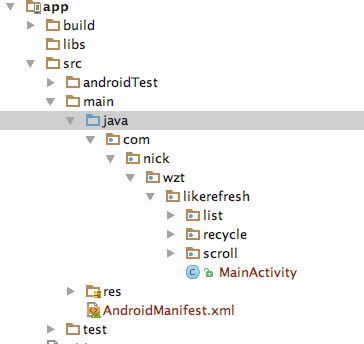 app
build
libs
src
androidTest
main
java
com
nick
wzt
likerefresh
list
recycle
scroll
MainActivity
res
AndroidManifest.xml
test